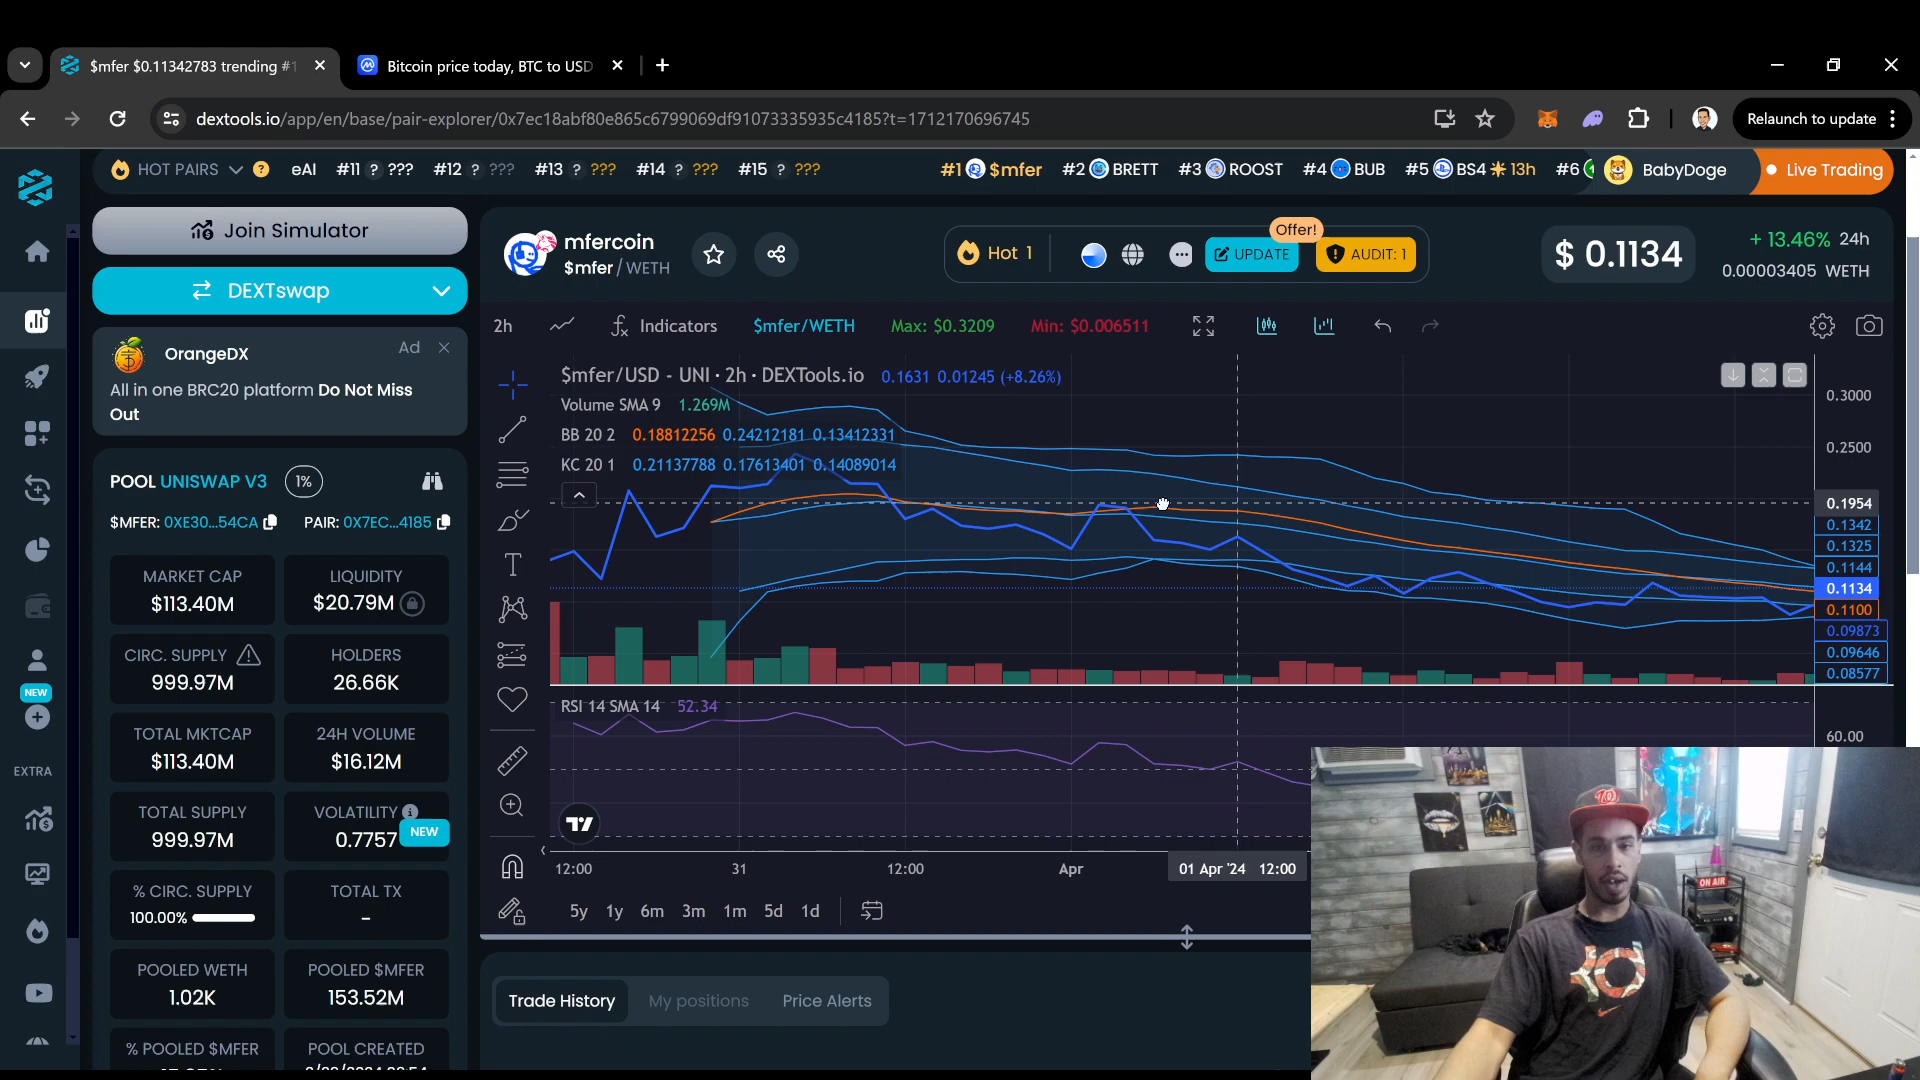 $mfer $0.11342783 trending #1
Bitcoin price today, BTC to USD
dextools.io/app/en/base/pair-explorer/0x7ec18abf80e865c6799069df91073335935c4185?t=1712170696745
Relaunch to update
HOT PAIRS ? eAI #11 ? ??? #12 ? ??? #13 ? ??? #14 ? ??? #15 ? ??? #1 $mfer #2 BRETT #3 ROOST #4 BUB #5 BS4 13h #6 BabyDoge Live Trading
Join Simulator
DEXTswap
OrangeDX Ad
All in one BRC20 platform Do Not Miss
Out
POOL UNISWAP V3 1%
$MFER: 0XE30...54CA PAIR: 0X7EC...4185
MARKET CAP
$113.40M
LIQUIDITY
$20.79M
CIRC. SUPPLY
999.97M
HOLDERS
26.66K
TOTAL MKTCAP
$113.40M
24H VOLUME
$16.12M
TOTAL SUPPLY
999.97M
VOLATILITY
0.7757 NEW
% CIRC. SUPPLY
100.00%
TOTAL TX
-
POOLED WETH
1.02K
POOLED $MFER
153.52M
% POOLED $MFER
POOL CREATED
NEW
EXTRA
mfercoin
$mfer / WETH
Hot 1
UPDATE
Offer!
AUDIT: 1
$ 0.1134
+ 13.46% 24h
0.00003405 WETH
2h Indicators $mfer/WETH Max: $0.3209 Min: $0.006511
$mfer/USD - UNI · 2h · DEXTools.io 0.1631 0.01245 (+8.26%)
Volume SMA 9 1.269M
BB 20 2 0.18812256 0.24212181 0.13412331
KC 20 1 0.21137788 0.17613401 0.14089014
0.3000
0.2500
0.1954
0.1342
0.1325
0.1144
0.1134
0.1100
0.09873
0.09646
0.08577
RSI 14 SMA 14 52.34
60.00
12:00 31 12:00 Apr 01 Apr '24 12:00
5y 1y 6m 3m 1m 5d 1d
Trade History My positions Price Alerts
ON AIR